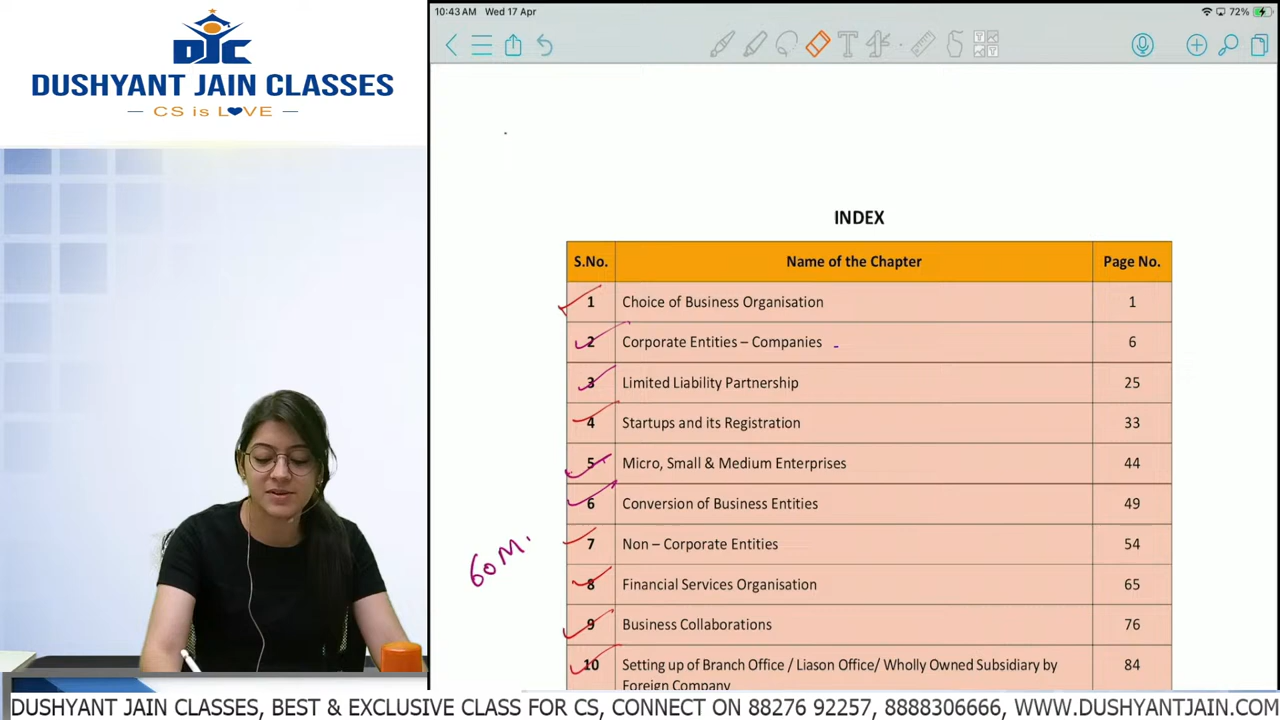 DJC
DUSHYANT JAIN CLASSES
CS is LOVE
10:43 AM Wed 17 Apr
72%
INDEX
S.No. Name of the Chapter Page No.
1 Choice of Business Organisation 1
2 Corporate Entities – Companies 6
3 Limited Liability Partnership 25
4 Startups and its Registration 33
5 Micro, Small & Medium Enterprises 44
6 Conversion of Business Entities 49
60M.
7 Non – Corporate Entities 54
8 Financial Services Organisation 65
9 Business Collaborations 76
10 Setting up of Branch Office / Liason Office/ Wholly Owned Subsidiary by 84
Foreign Company
DUSHYANT JAIN CLASSES, BEST & EXCLUSIVE CLASS FOR CS, CONNECT ON 88276 92257, 8888306666, WWW.DUSHYANTJAIN.COM